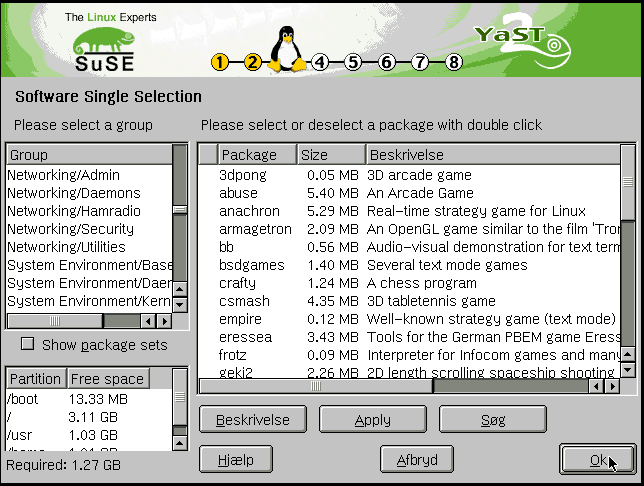 The Linux Experts
SuSE
YaST
2
1 2 4 5 6 7 8
Software Single Selection
Please select a group
Please select or deselect a package with double click
Group
Networking/Admin
Networking/Daemons
Networking/Hamradio
Networking/Security
Networking/Utilities
System Environment/Base
System Environment/Daem
System Environment/Kern
Show package sets
Partition Free space
/boot 13.33 MB
/ 3.11 GB
/usr 1.03 GB
Required: 1.27 GB
Package Size Beskrivelse
3dpong 0.05 MB 3D arcade game
abuse 5.40 MB An Arcade Game
anachron 5.29 MB Real-time strategy game for Linux
armagetron 2.09 MB An OpenGL game similar to the film 'Tron
bb 0.56 MB Audio-visual demonstration for text term
bsdgames 1.40 MB Several text mode games
crafty 1.24 MB A chess program
csmash 4.35 MB 3D tabletennis game
empire 0.12 MB Well-known strategy game (text mode)
eressea 3.43 MB Tools for the German PBEM game Eress
frotz 0.09 MB Interpreter for Infocom games and many
geki2 2.26 MB 2D length scrolling spaceship shooting
Beskrivelse Apply Søg
Hjælp Afbryd Ok